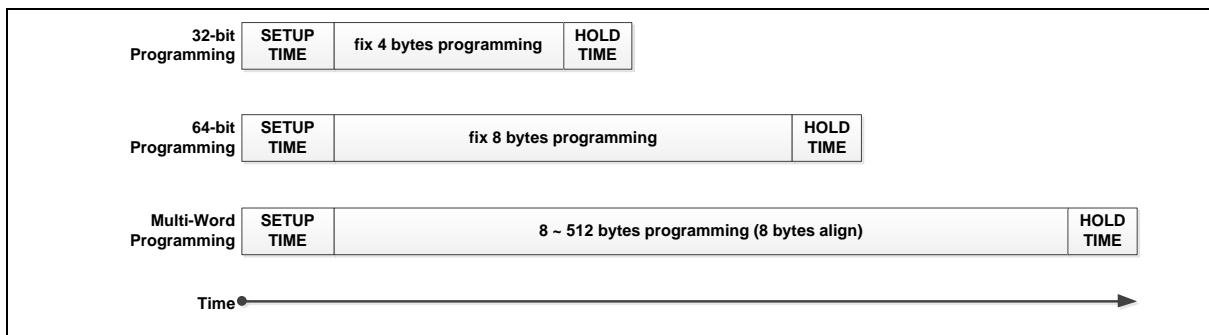 32-bit
Programming
SETUP
TIME
fix 4 bytes programming
HOLD
TIME
64-bit
Programming
SETUP
TIME
fix 8 bytes programming
HOLD
TIME
Multi-Word
Programming
SETUP
TIME
8 ~ 512 bytes programming (8 bytes align)
HOLD
TIME
Time